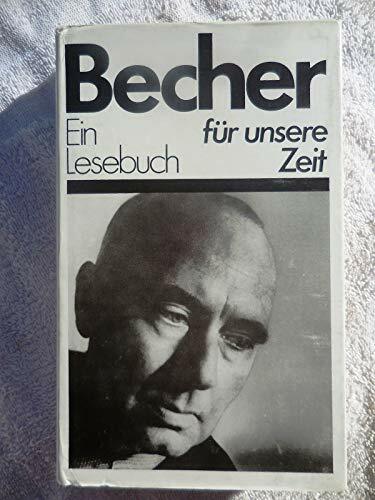 Becher
Ein für unsere
Lesebuch Zeit